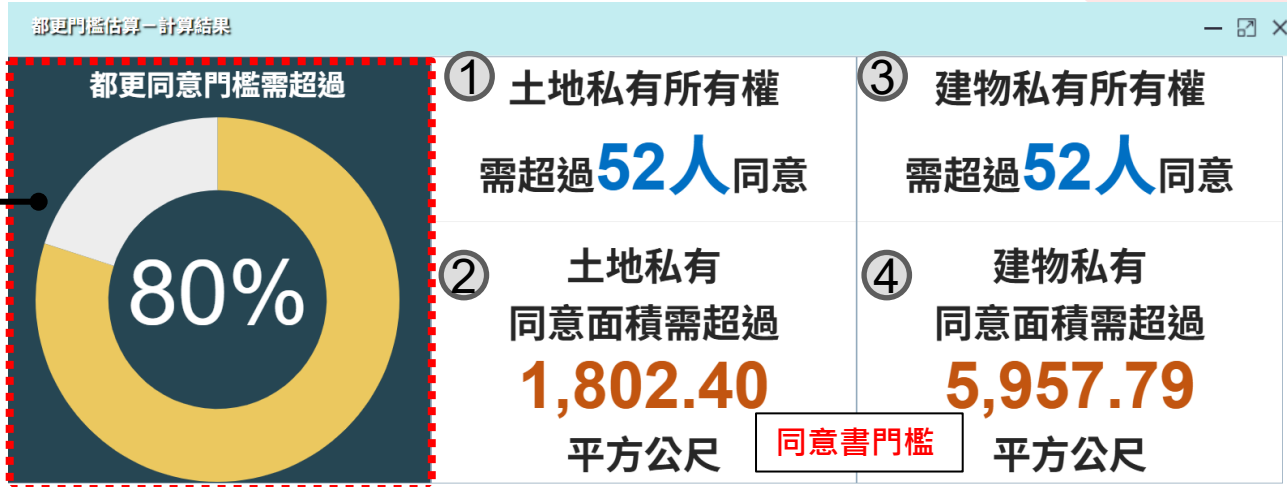 都更門檻估算－計算結果
都更同意門檻需超過
80%
①
土地私有所有權
需超過52人同意
②
土地私有
同意面積需超過
1,802.40
平方公尺
③
建物私有所有權
需超過52人同意
④
建物私有
同意面積需超過
5,957.79
平方公尺
同意書門檻